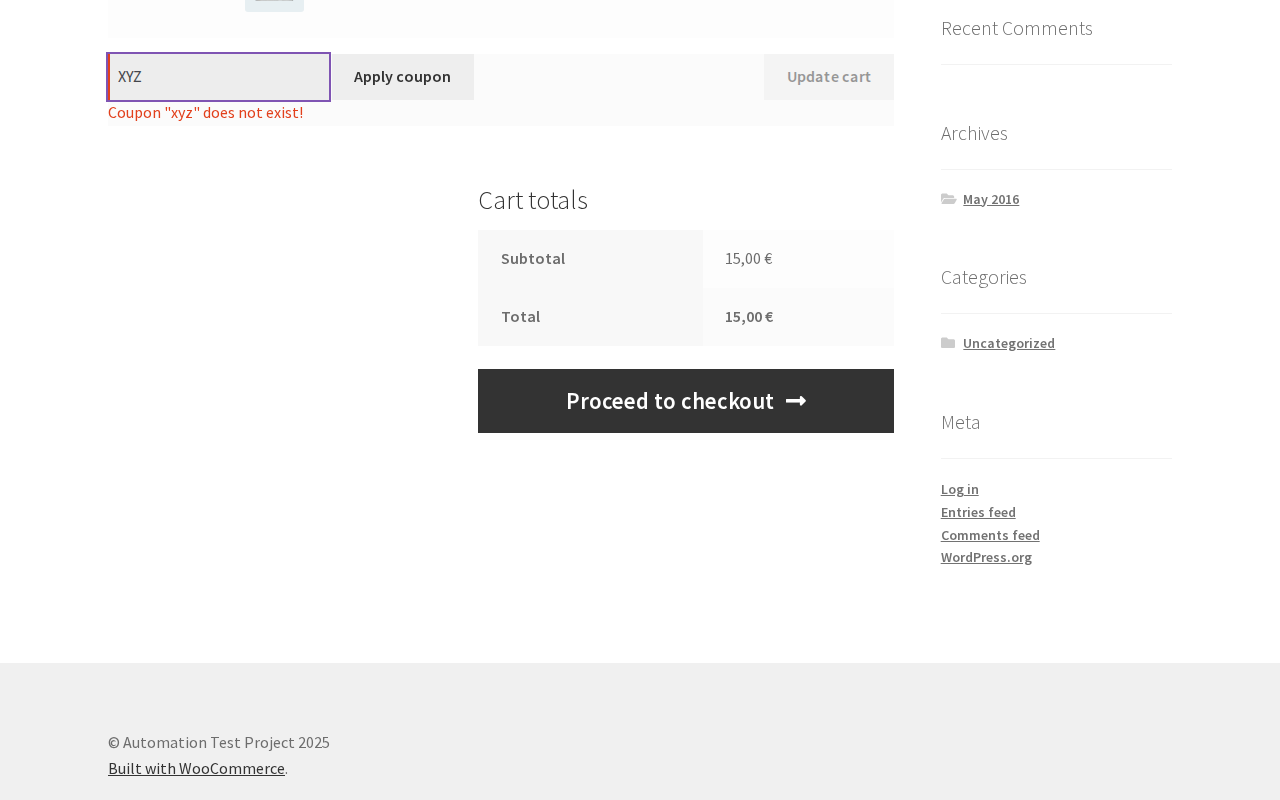 XYZ
Apply coupon
Update cart
Coupon "xyz" does not exist!
Cart totals
Subtotal 15,00 €
Total 15,00 €
Proceed to checkout
Recent Comments
Archives
May 2016
Categories
Uncategorized
Meta
Log in
Entries feed
Comments feed
WordPress.org
© Automation Test Project 2025
Built with WooCommerce.